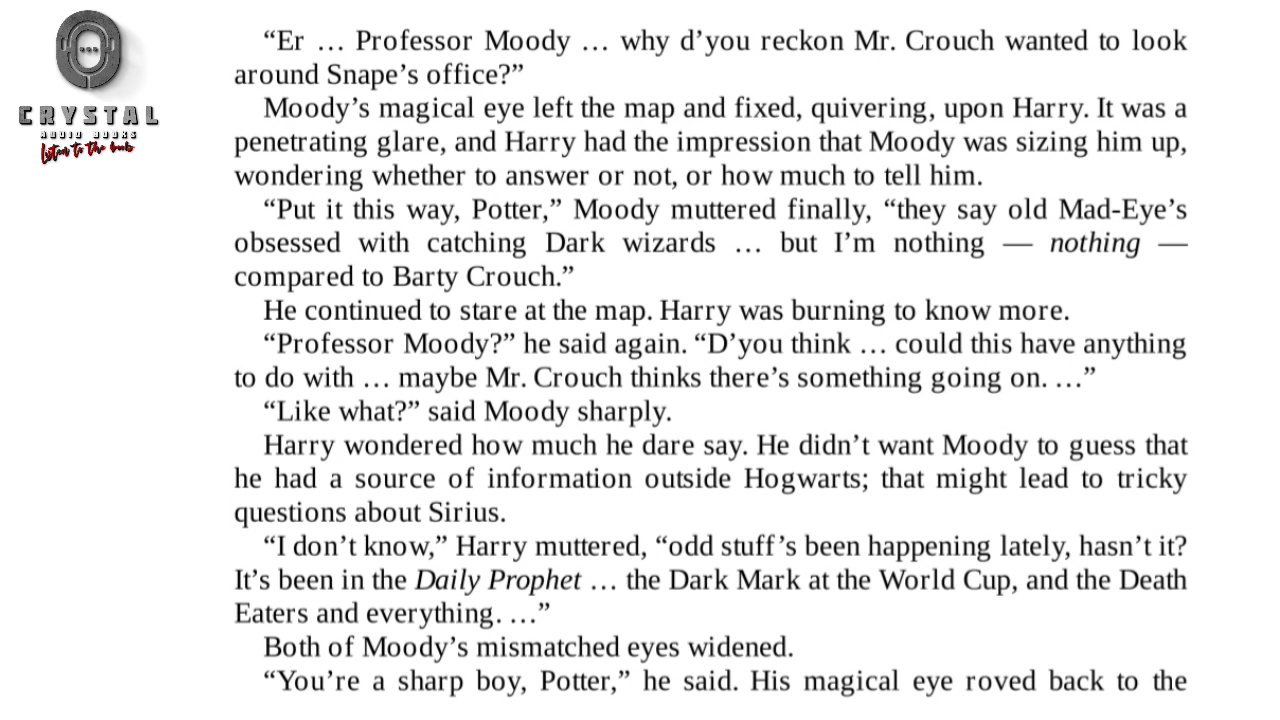 CRYSTAL
AUDIO BOOKS
Listen to the book
“Er … Professor Moody … why d’you reckon Mr. Crouch wanted to look
around Snape’s office?”
Moody’s magical eye left the map and fixed, quivering, upon Harry. It was a
penetrating glare, and Harry had the impression that Moody was sizing him up,
wondering whether to answer or not, or how much to tell him.
“Put it this way, Potter,” Moody muttered finally, “they say old Mad-Eye’s
obsessed with catching Dark wizards … but I’m nothing — nothing —
compared to Barty Crouch.”
He continued to stare at the map. Harry was burning to know more.
“Professor Moody?” he said again. “D’you think … could this have anything
to do with … maybe Mr. Crouch thinks there’s something going on. …”
“Like what?” said Moody sharply.
Harry wondered how much he dare say. He didn’t want Moody to guess that
he had a source of information outside Hogwarts; that might lead to tricky
questions about Sirius.
“I don’t know,” Harry muttered, “odd stuff’s been happening lately, hasn’t it?
It’s been in the Daily Prophet … the Dark Mark at the World Cup, and the Death
Eaters and everything. …”
Both of Moody’s mismatched eyes widened.
“You’re a sharp boy, Potter,” he said. His magical eye roved back to the